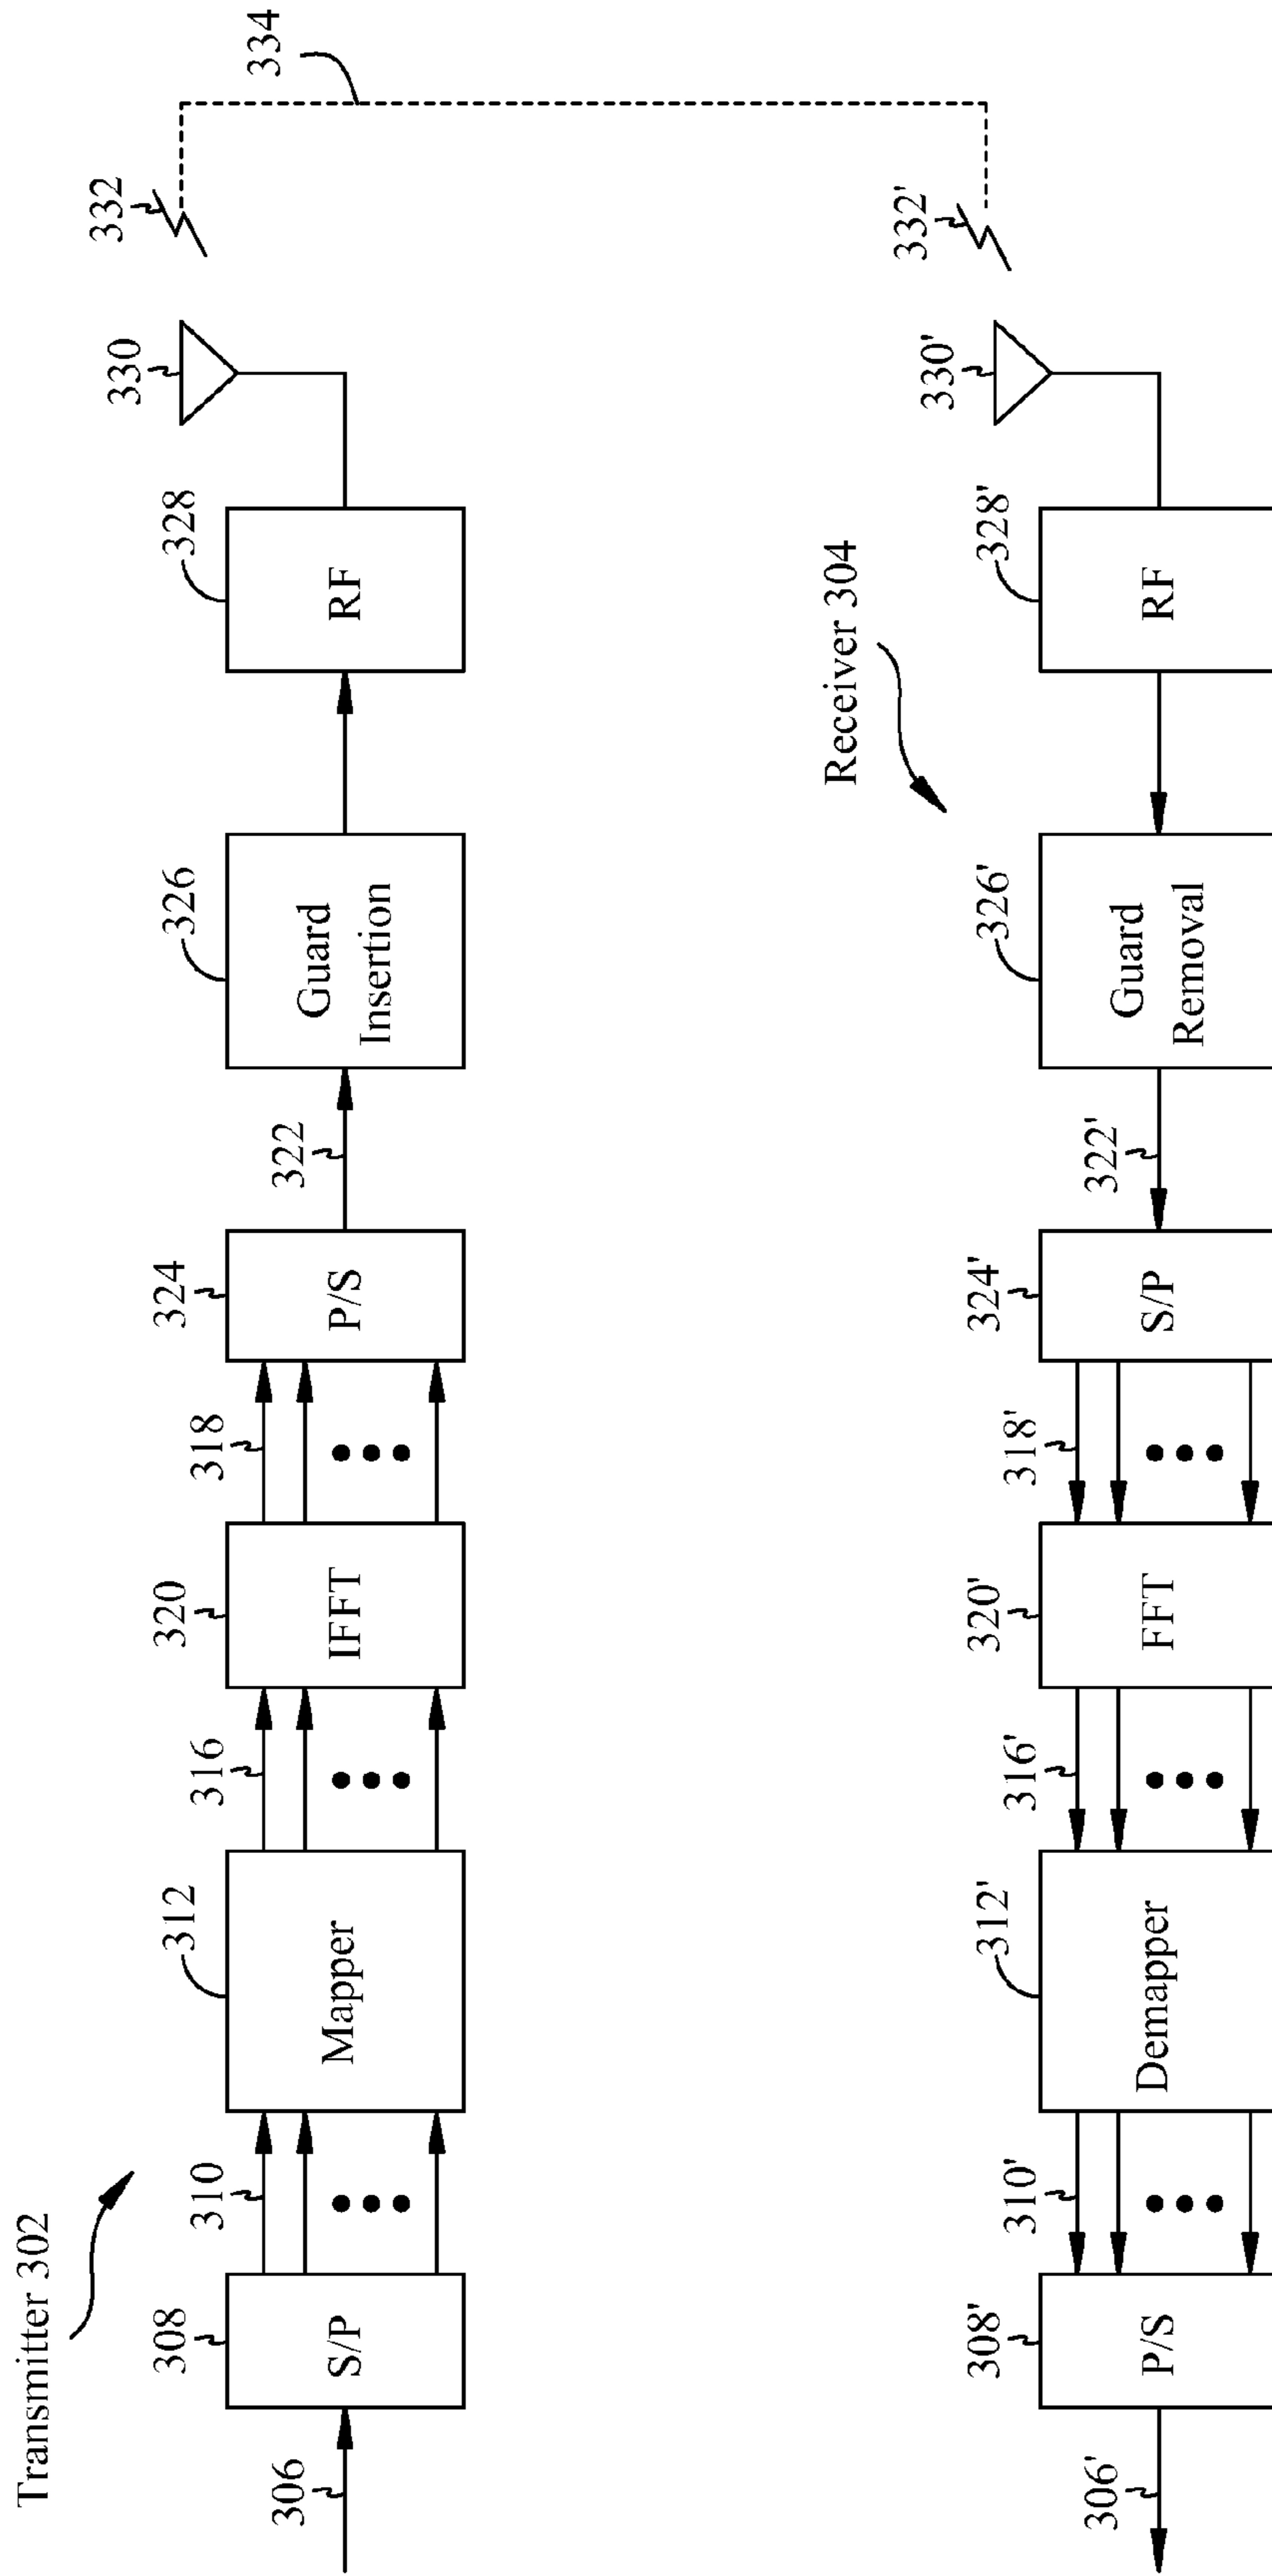 Transmitter 302
306
308
S/P
310
312
Mapper
316
320
IFFT
318
324
P/S
322
326
Guard
Insertion
328
RF
330
332
334
Receiver 304
306'
308'
P/S
310'
312'
Demapper
316'
320'
FFT
318'
324'
S/P
322'
326'
Guard
Removal
328'
RF
330'
332'